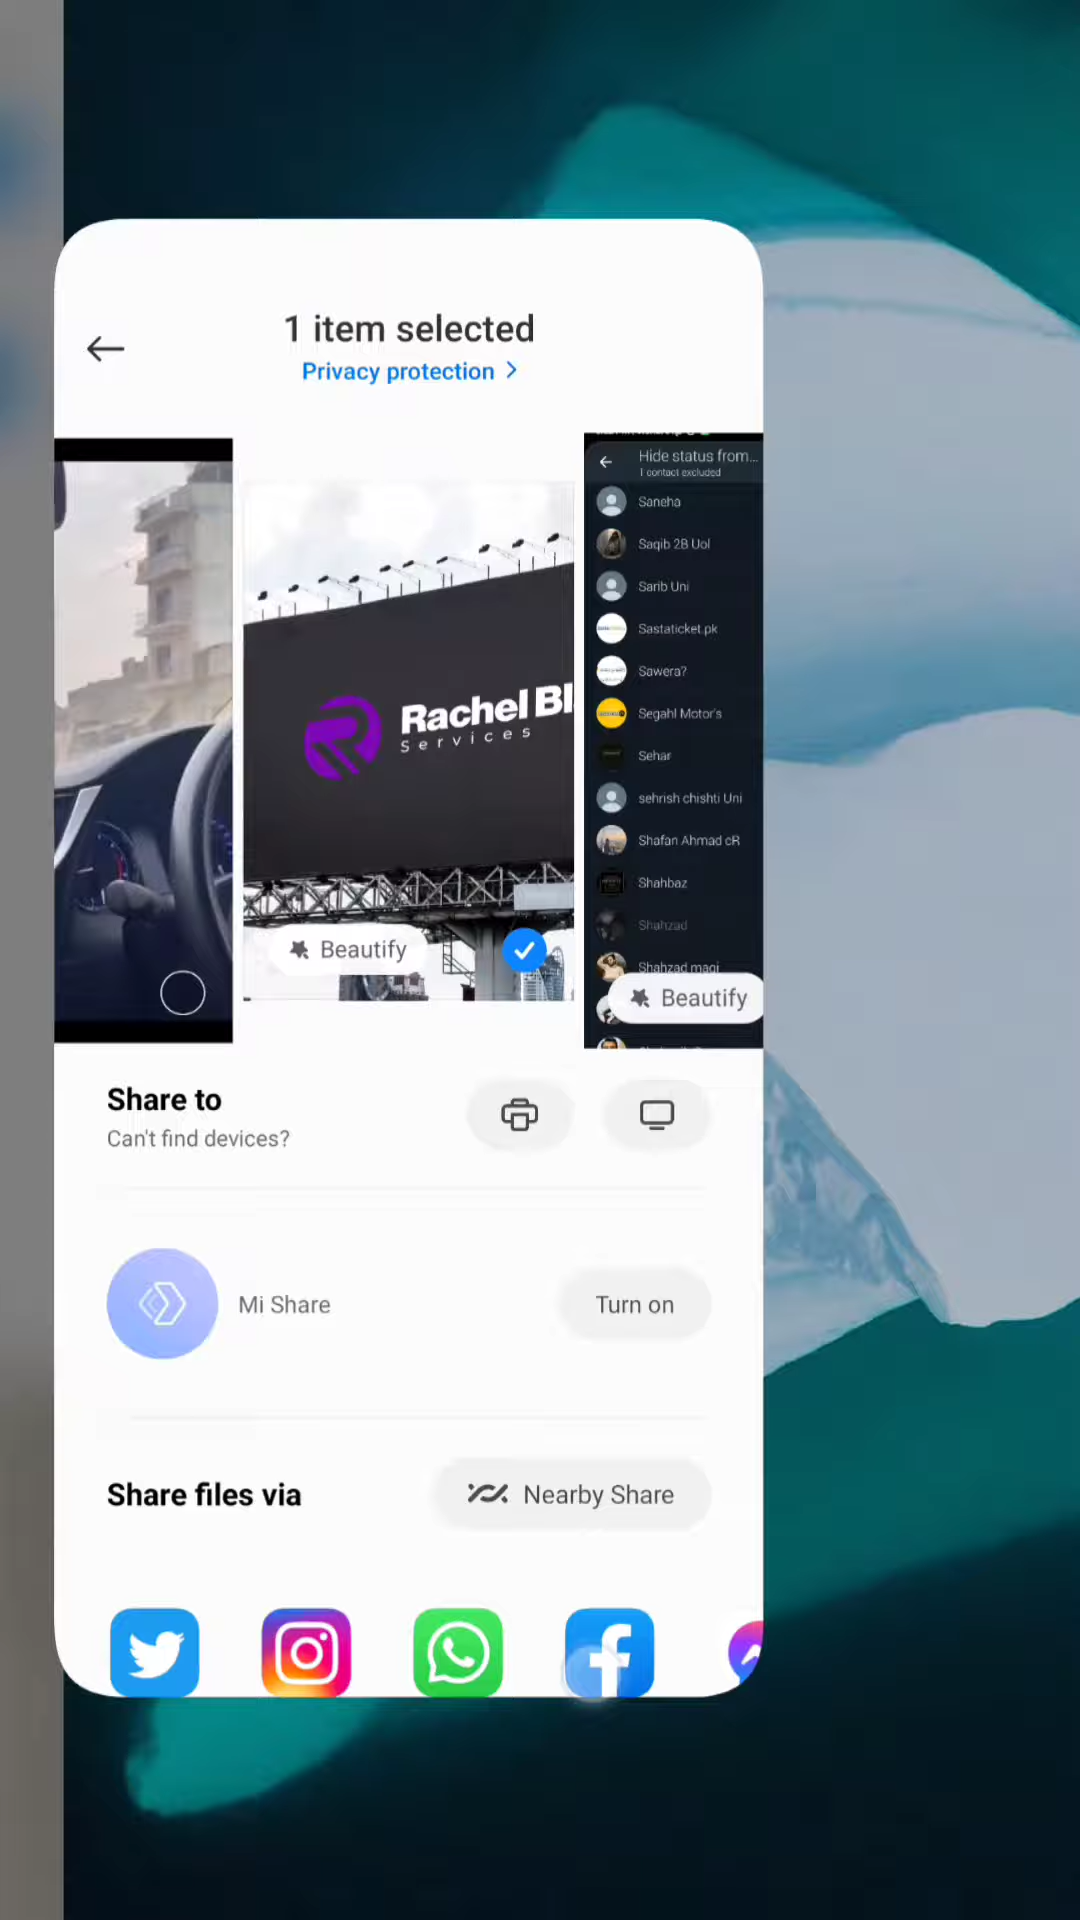 1 item selected
Privacy protection
Rachel Bl
Services
Beautify
Hide status from...
1 contact excluded
Saneha
Saqib 2B Uol
Sarib Uni
Sastaticket.pk
Sawera?
Segahl Motor's
Sehar
sehrish chishti Uni
Shafan Ahmad cR
Shahbaz
Shahzad
Shahzad magi
Beautify
Share to
Can't find devices?
Mi Share
Turn on
Share files via
Nearby Share